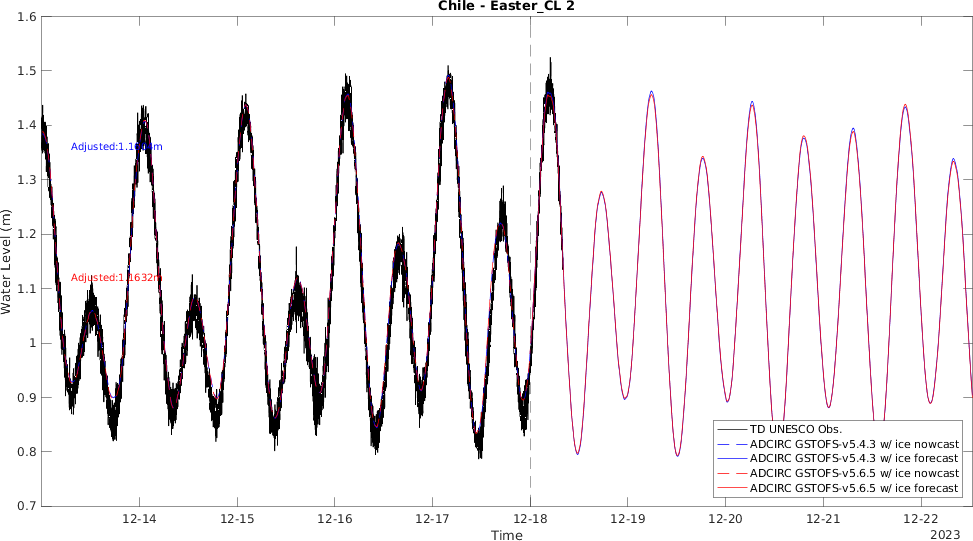 Chile - Easter_CL 2
1.6
1.5
1.4
1.3
1.2
1.1
1
0.9
0.8
0.7
Water Level (m)
Adjusted:
Adjusted:1.1632m
TD UNESCO Obs.
ADCIRC GSTOFS-v5.4.3 w/ ice nowcast
ADCIRC GSTOFS-v5.4.3 w/ ice forecast
ADCIRC GSTOFS-v5.6.5 w/ ice nowcast
ADCIRC GSTOFS-v5.6.5 w/ ice forecast
12-14 12-15 12-16 12-17 12-18 12-19 12-20 12-21 12-22
Time
2023